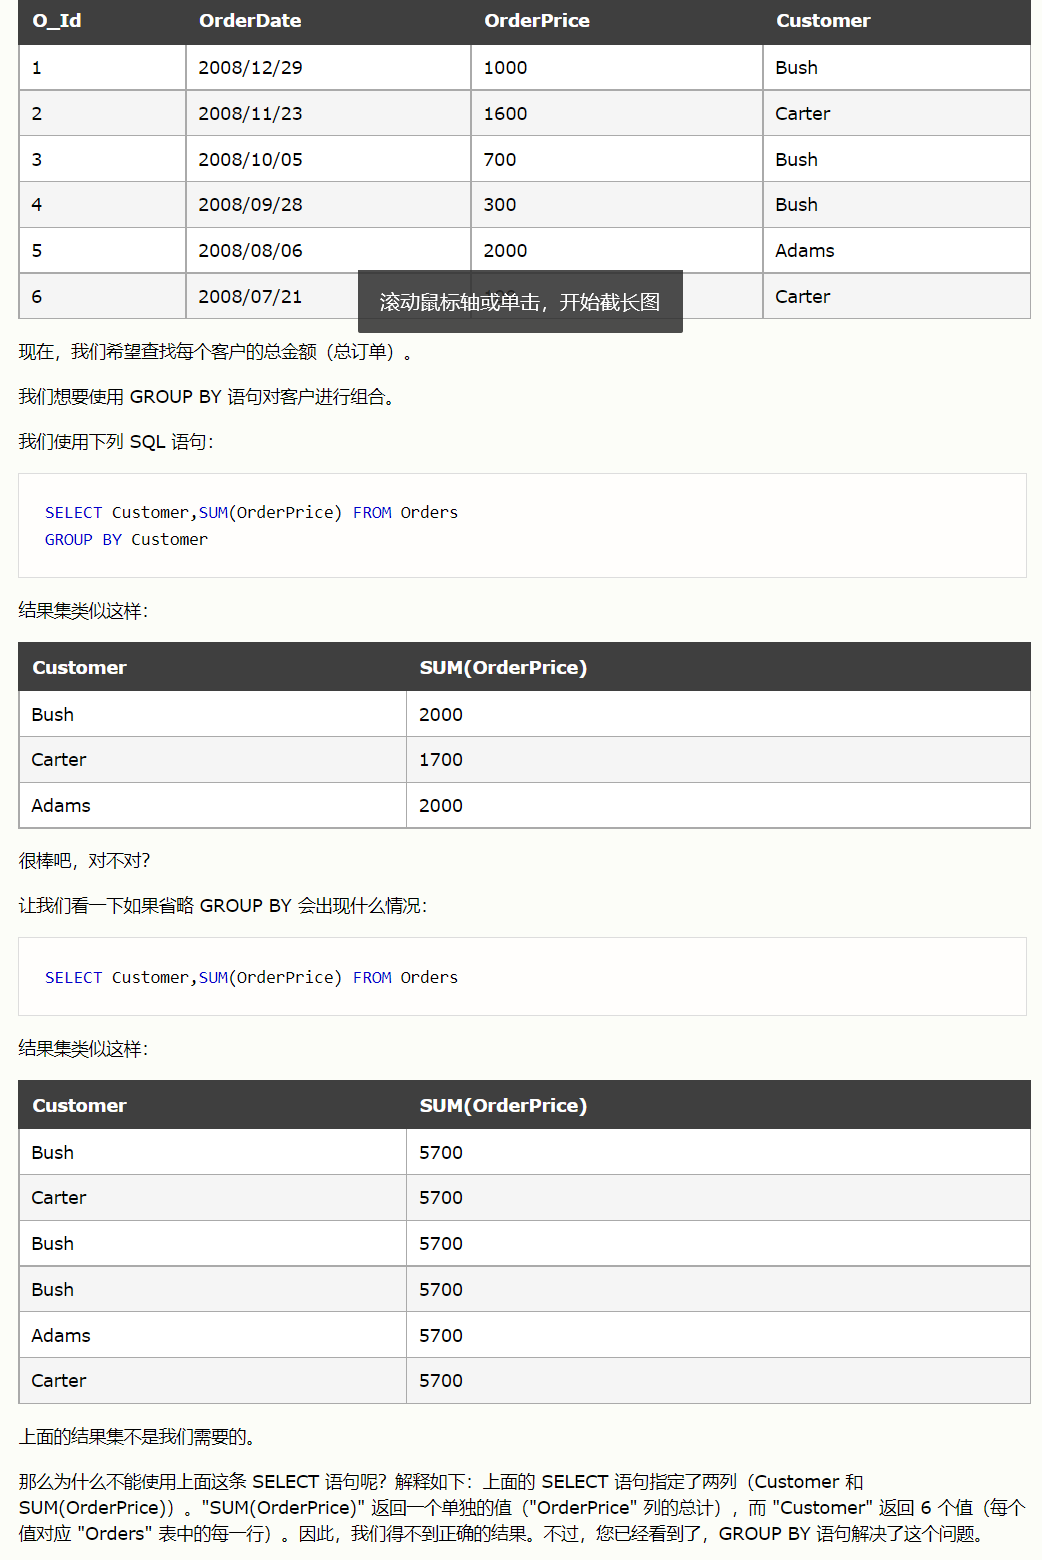 O_Id OrderDate OrderPrice Customer
1 2008/12/29 1000 Bush
2 2008/11/23 1600 Carter
3 2008/10/05 700 Bush
4 2008/09/28 300 Bush
5 2008/08/06 2000 Adams
6 2008/07/21 Carter
滚动鼠标轴或单击，开始截长图
现在，我们希望查找每个客户的总金额（总订单）。
我们想要使用 GROUP BY 语句对客户进行组合。
我们使用下列 SQL 语句：
SELECT Customer,SUM(OrderPrice) FROM Orders
GROUP BY Customer
结果集类似这样：
Customer SUM(OrderPrice)
Bush 2000
Carter 1700
Adams 2000
很棒吧，对不对？
让我们看一下如果省略 GROUP BY 会出现什么情况：
SELECT Customer,SUM(OrderPrice) FROM Orders
结果集类似这样：
Customer SUM(OrderPrice)
Bush 5700
Carter 5700
Bush 5700
Bush 5700
Adams 5700
Carter 5700
上面的结果集不是我们需要的。
那么为什么不能使用上面这条 SELECT 语句呢？解释如下：上面的 SELECT 语句指定了两列（Customer 和
SUM(OrderPrice)）。"SUM(OrderPrice)" 返回一个单独的值（"OrderPrice" 列的总计），而 "Customer" 返回 6 个值（每个
值对应 "Orders" 表中的每一行）。因此，我们得不到正确的结果。不过，您已经看到了，GROUP BY 语句解决了这个问题。